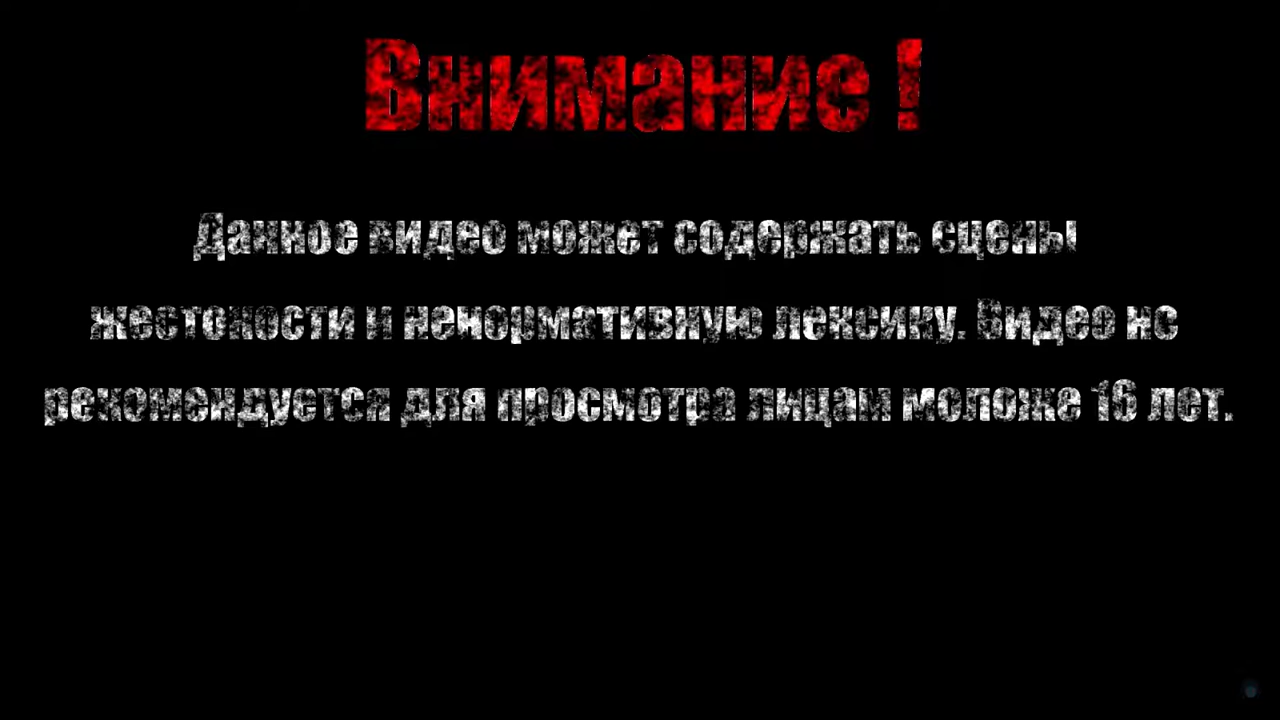 Внимание !
Данное видео может содержать сцены
жестокости и ненормативную лексику. Видео не
рекомендуется для просмотра лицам моложе 16 лет.